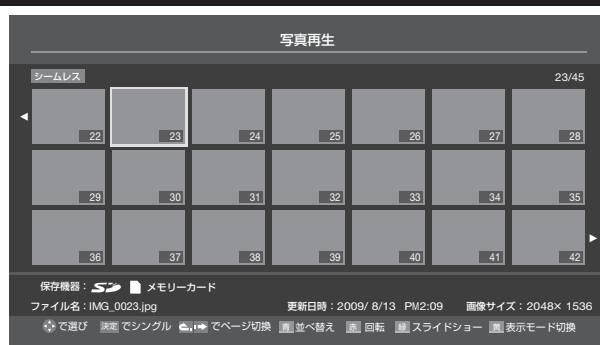 写真再生
シームレス 23/45
22 23 24 25 26 27 28
29 30 31 32 33 34 35
36 37 38 39 40 41 42
保存機器：SD メモリーカード
ファイル名：IMG_0023.jpg 更新日時：2009/ 8/13 PM2:09 画像サイズ：2048× 1536
で選び 決定 でシングル でページ切換 青 並べ替え 赤 回転 緑 スライドショー 黄 表示モード切換